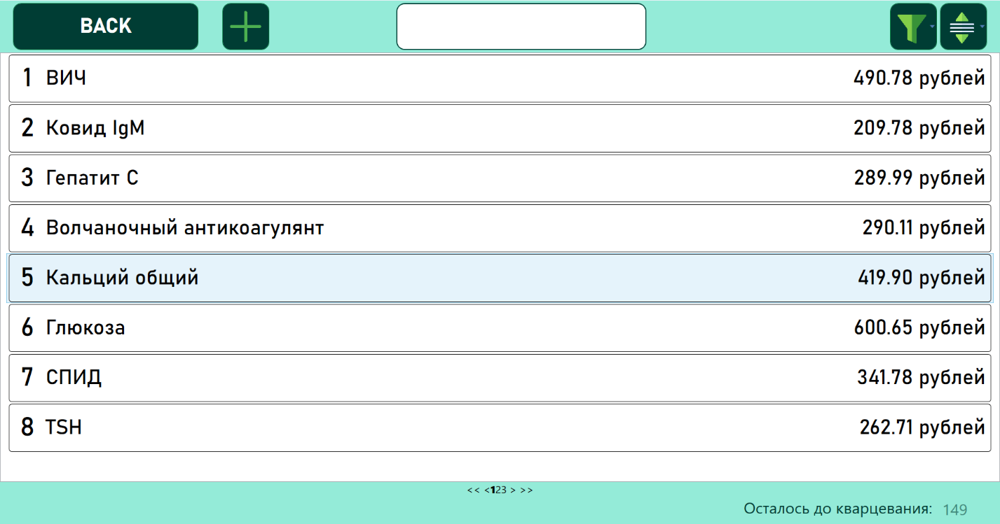 BACK
1 ВИЧ 490.78 рублей
2 Ковид IgM 209.78 рублей
3 Гепатит С 289.99 рублей
4 Волчаночный антикоагулянт 290.11 рублей
5 Кальций общий 419.90 рублей
6 Глюкоза 600.65 рублей
7 СПИД 341.78 рублей
8 TSH 262.71 рублей
<< <123 > >>
Осталось до кварцевания: 149